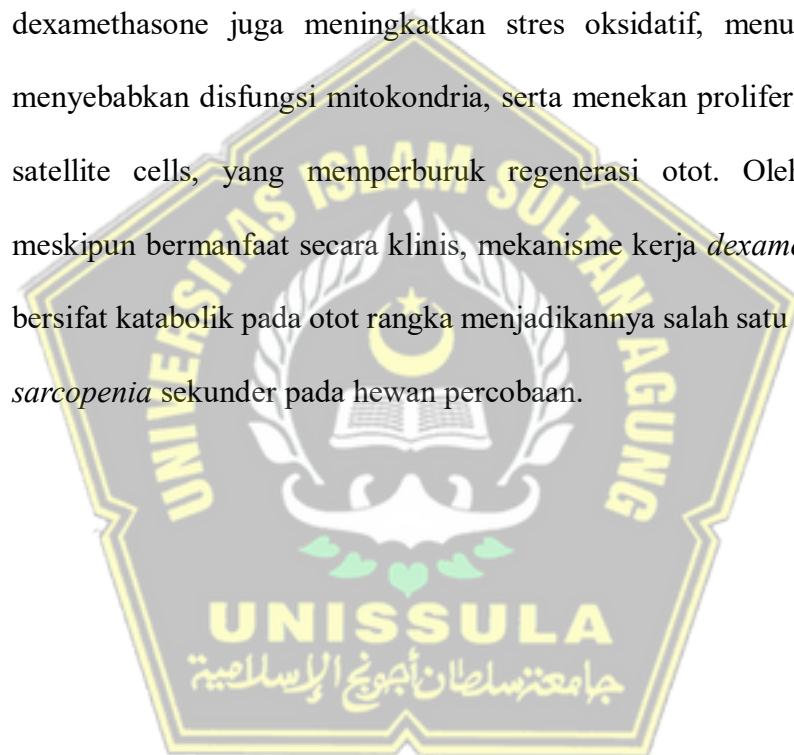 dexamethasone juga meningkatkan stres oksidatif, menu
menyebabkan disfungsi mitokondria, serta menekan prolifer
satellite cells, yang memperburuk regenerasi otot. Oleh
meskipun bermanfaat secara klinis, mekanisme kerja dexam
bersifat katabolik pada otot rangka menjadikannya salah satu
sarcopenia sekunder pada hewan percobaan.
UNIVERSITAS ISLAM SULTAN AGUNG
UNISSULA
جامعة سلطان أجونج الإسلامية